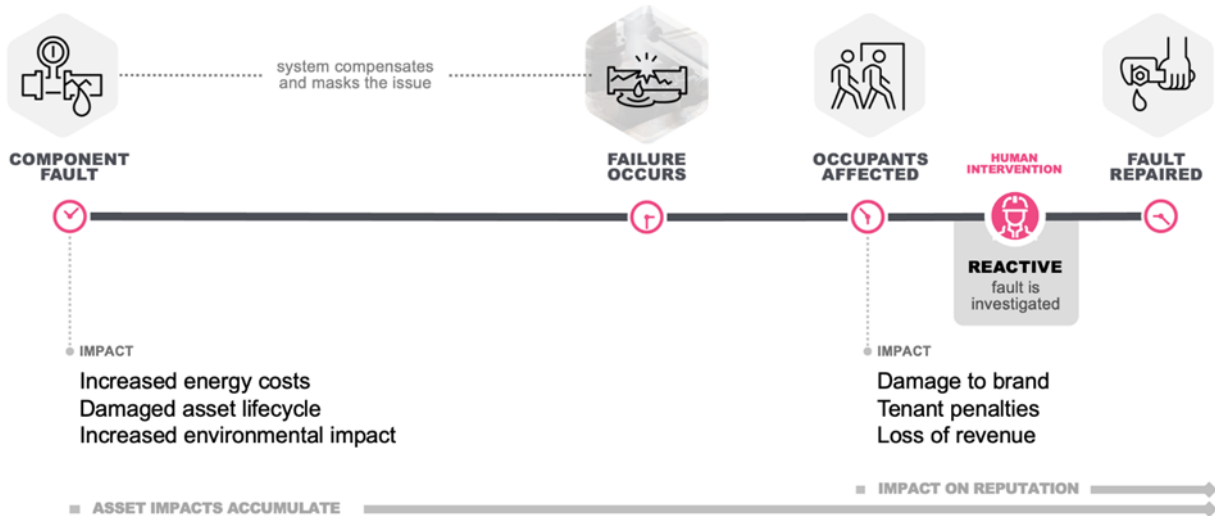 system compensates
and masks the issue
COMPONENT
FAULT
FAILURE
OCCURS
OCCUPANTS
AFFECTED
HUMAN
INTERVENTION
FAULT
REPAIRED
REACTIVE
fault is
investigated
IMPACT
Increased energy costs
Damaged asset lifecycle
Increased environmental impact
IMPACT
Damage to brand
Tenant penalties
Loss of revenue
IMPACT ON REPUTATION
ASSET IMPACTS ACCUMULATE